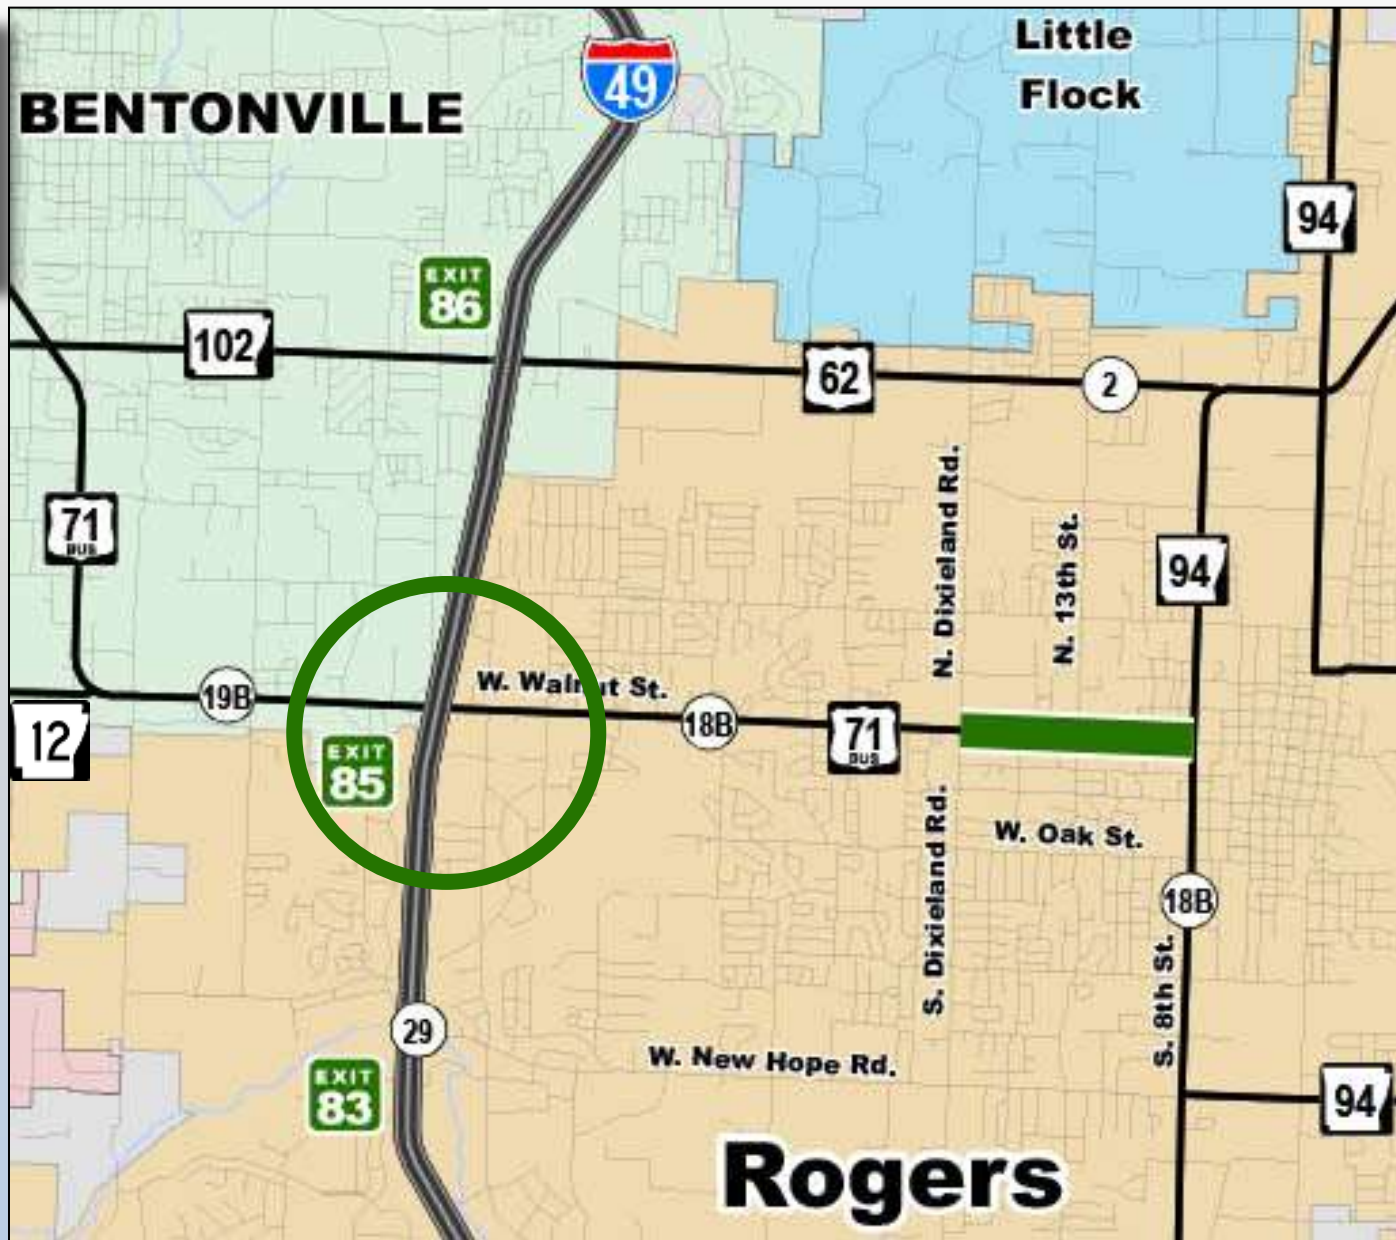 Little
Flock
49
BENTONVILLE
94
EXIT
86
102
62
2
N. Dixieland Rd.
71
BUS
N. 13th St.
94
W. Walnut St.
19B
18B
71
BUS
12
EXIT
85
S. Dixieland Rd.
W. Oak St.
18B
S. 8th St.
29
W. New Hope Rd.
EXIT
83
94
Rogers